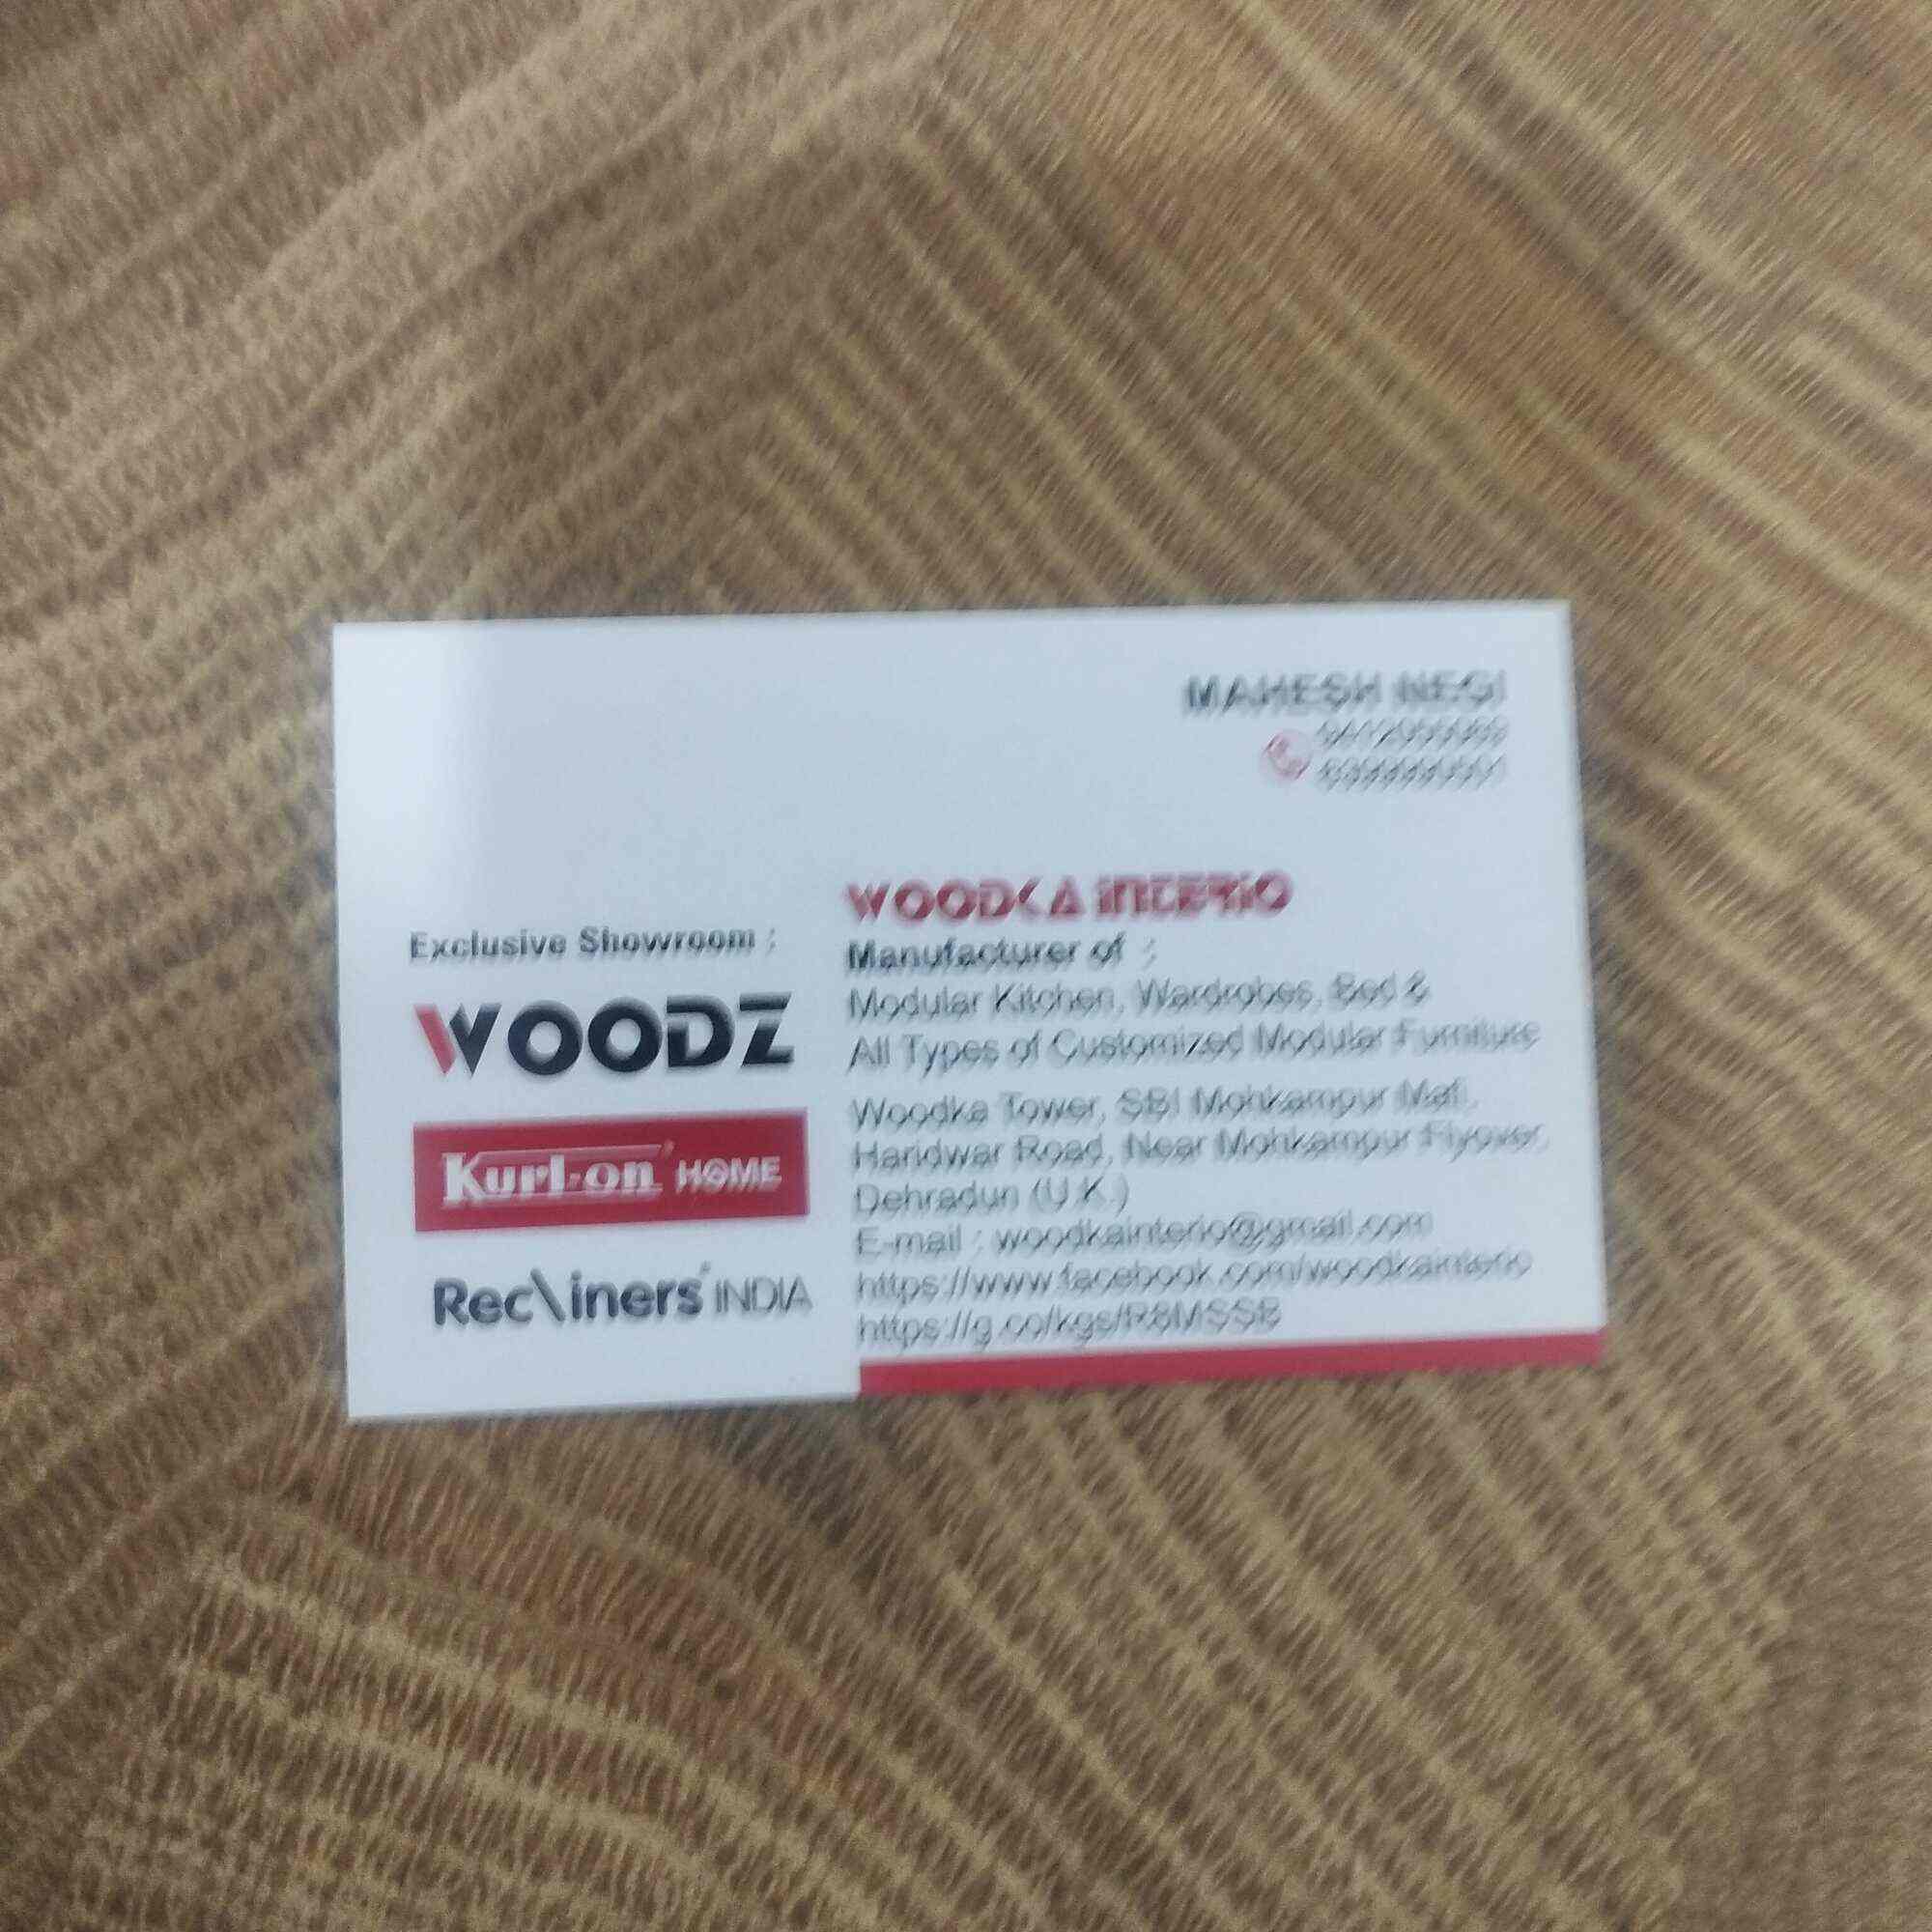 MAHESH NEGI
Exclusive Showroom :
WOODZ
Kurl-on HOME
Recliners INDIA
WOODKA INTERIO
Manufacturer of :
Modular Kitchen, Wardrobes, Bed &
All Types of Customized Modular Furniture
Woodka Tower, SBI Mohkampur Mafi,
Haridwar Road, Near Mohkampur Flyover,
Dehradun (U.K.)
E-mail : woodkainterio@gmail.com
https://www.facebook.com/woodkainterio